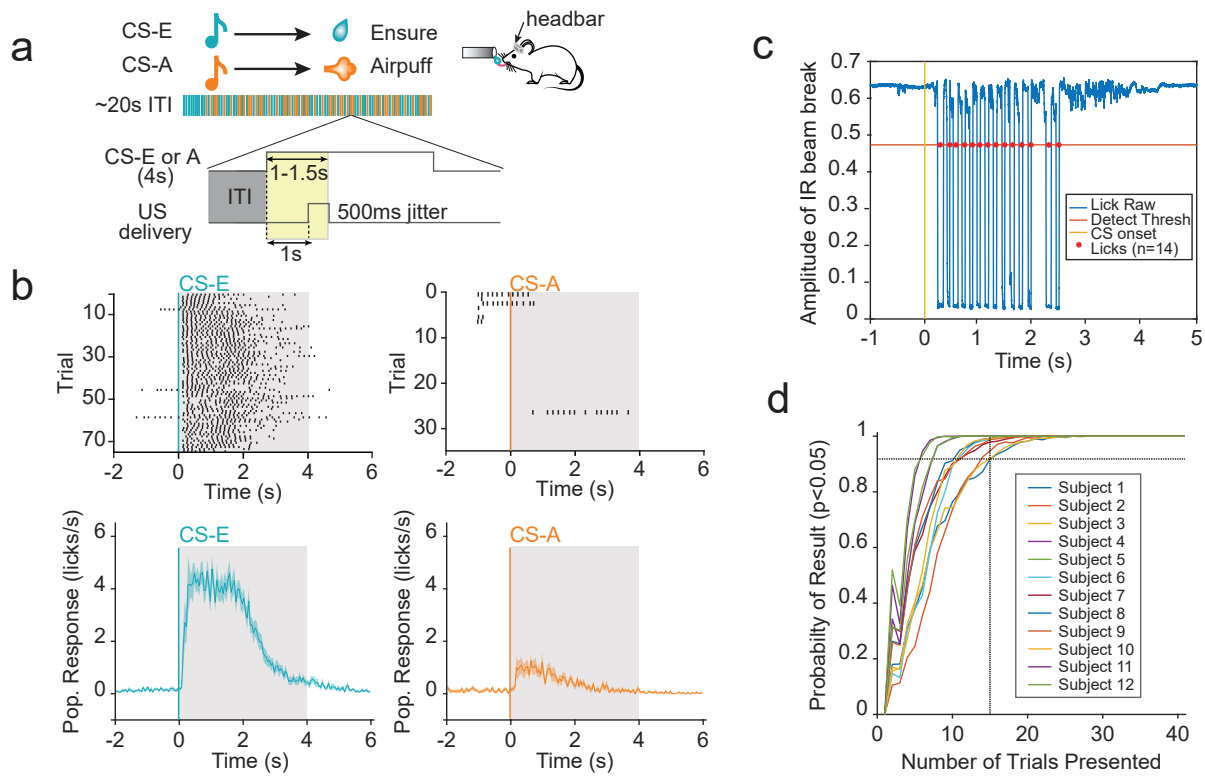 a
CS-E
Ensure
CS-A
Airpuff
headbar
~20s ITI
CS-E or A
(4s)
1-1.5s
ITI
US
delivery
500ms jitter
1s
b
CS-E
10
30
50
70
Trial
-2 0 2 4 6
Time (s)
CS-A
0
10
20
30
Trial
-2 0 2 4 6
Time (s)
CS-E
Pop. Response (licks/s)
4
2
0
-2 0 2 4 6
Time (s)
CS-A
Pop. Response (licks/s)
4
2
0
-2 0 2 4 6
Time (s)
c
Amplitude of IR beam break
0.7
0.6
0.5
0.4
0.3
0.2
0.1
0
-1 0 1 2 3 4 5
Time (s)
Lick Raw
Detect Thresh
CS onset
Licks (n=14)
d
Probabilty of Result (p<0.05)
1
0.8
0.6
0.4
0.2
0
0 10 20 30 40
Number of Trials Presented
Subject 1
Subject 2
Subject 3
Subject 4
Subject 5
Subject 6
Subject 7
Subject 8
Subject 9
Subject 10
Subject 11
Subject 12